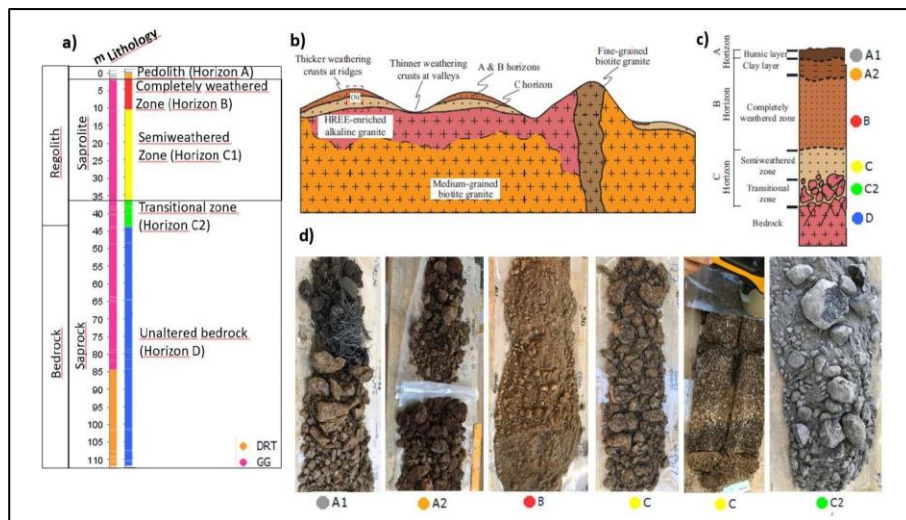 a)
m Lithology
0
5
10
15
20
25
30
35
40
45
50
55
60
65
70
75
80
85
90
95
100
105
110
Regolith
Bedrock
Saprolite
Saprock
Pedolith (Horizon A)
Completely weathered
Zone (Horizon B)
Semiweathered
Zone (Horizon C1)
Transitional zone
(Horizon C2)
Unaltered bedrock
(Horizon D)
DRT
GG
b)
Thicker weathering
crusts at ridges
Thinner weathering
crusts at valleys
A & B horizons
C horizon
Fine-grained
biotite granite
(b)
HREE-enriched
alkaline granite
Medium-grained
biotite granite
c)
A
Horizon
B
Horizon
C
Horizon
Humic layer
Clay layer
Completely
weathered zone
Semiweathered
zone
Transitional
zone
Bedrock
A1
A2
B
C
C2
D
d)
A1
A2
B
C
C
C2